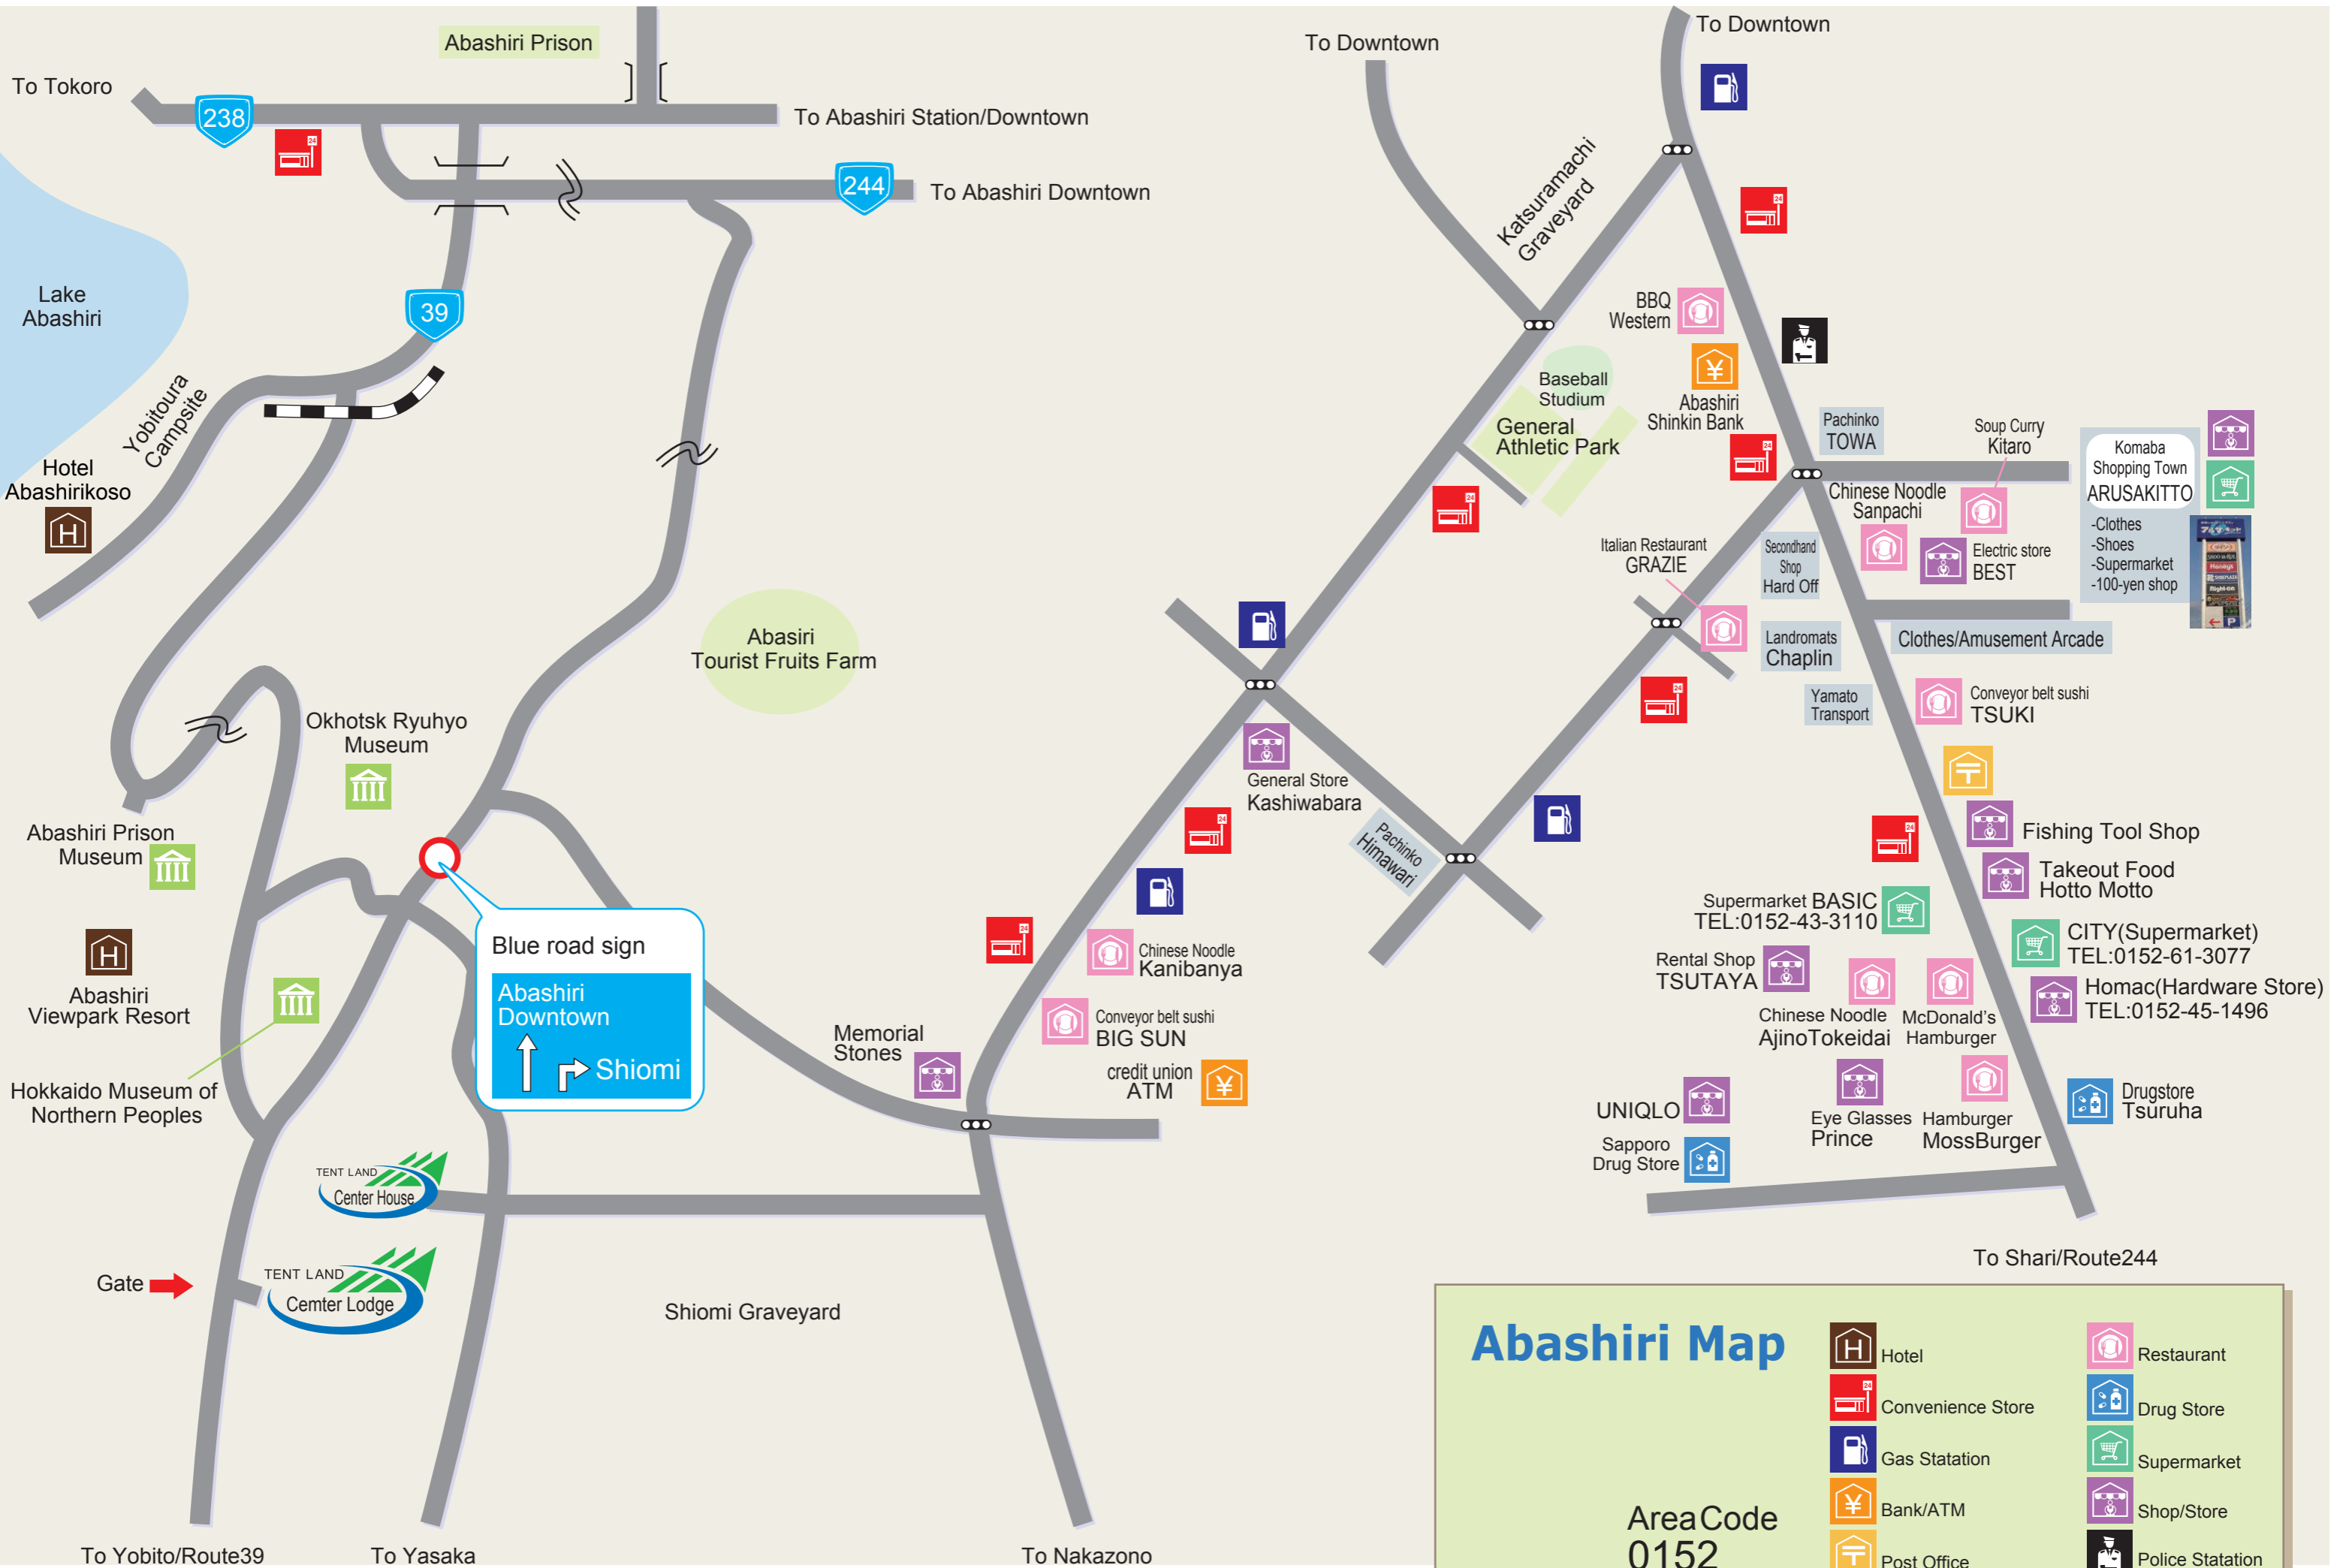 Abashiri Prison
To Tokoro
238
To Abashiri Station/Downtown
244
To Abashiri Downtown
39
Lake
Abashiri
Yobitoura
Campsite
Hotel
Abashirikoso
To Downtown
To Downtown
Katsuramachi
Graveyard
BBQ
Western
Abashiri
Shinkin Bank
Baseball
Studium
General
Athletic Park
Pachinko
TOWA
Soup Curry
Kitaro
Chinese Noodle
Sanpachi
Electric store
BEST
Komaba
Shopping Town
ARUSAKITTO
-Clothes
-Shoes
-Supermarket
-100-yen shop
Italian Restaurant
GRAZIE
Secondhand
Shop
Hard Off
Landromats
Chaplin
Clothes/Amusement Arcade
Yamato
Transport
Conveyor belt sushi
TSUKI
Abasiri
Tourist Fruits Farm
Okhotsk Ryuhyo
Museum
Abashiri Prison
Museum
Abashiri
Viewpark Resort
Hokkaido Museum of
Northern Peoples
Blue road sign
Abashiri
Downtown
Shiomi
General Store
Kashiwabara
Pachinko
Himawari
Chinese Noodle
Kanibanya
Conveyor belt sushi
BIG SUN
credit union
ATM
Memorial
Stones
Fishing Tool Shop
Takeout Food
Hotto Motto
Supermarket BASIC
TEL:0152-43-3110
CITY(Supermarket)
TEL:0152-61-3077
Rental Shop
TSUTAYA
Homac(Hardware Store)
TEL:0152-45-1496
Chinese Noodle
AjinoTokeidai
McDonald's
Hamburger
UNIQLO
Eye Glasses
Prince
Hamburger
MossBurger
Drugstore
Tsuruha
Sapporo
Drug Store
TENT LAND
Center House
TENT LAND
Cemter Lodge
Gate
Shiomi Graveyard
To Shari/Route244
To Yobito/Route39
To Yasaka
To Nakazono
Abashiri Map
Area Code
0152
Hotel
Convenience Store
Gas Statation
Bank/ATM
Post Office
Restaurant
Drug Store
Supermarket
Shop/Store
Police Statation